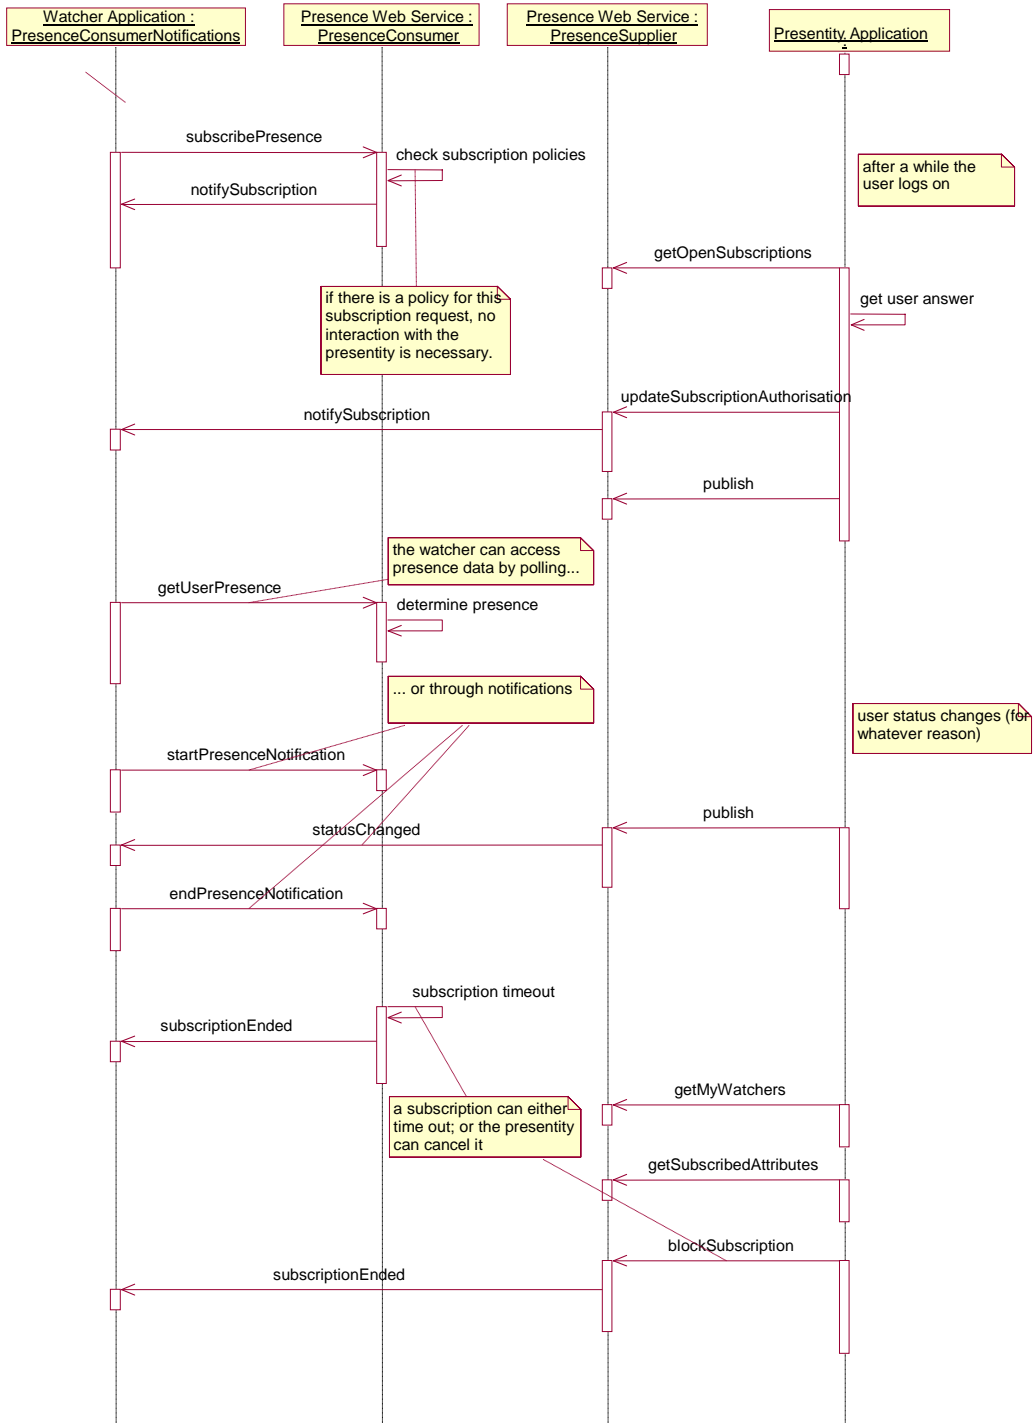 Watcher Application :
PresenceConsumerNotifications
Presence Web Service :
PresenceConsumer
Presence Web Service :
PresenceSupplier
Presentity Application
:
subscribePresence
check subscription policies
after a while the
user logs on
notifySubscription
getOpenSubscriptions
if there is a policy for this
subscription request, no
interaction with the
presentity is necessary.
get user answer
updateSubscriptionAuthorisation
notifySubscription
publish
the watcher can access
presence data by polling...
getUserPresence
determine presence
... or through notifications
user status changes (for
whatever reason)
startPresenceNotification
publish
statusChanged
endPresenceNotification
subscription timeout
subscriptionEnded
getMyWatchers
a subscription can either
time out; or the presentity
can cancel it
getSubscribedAttributes
blockSubscription
subscriptionEnded